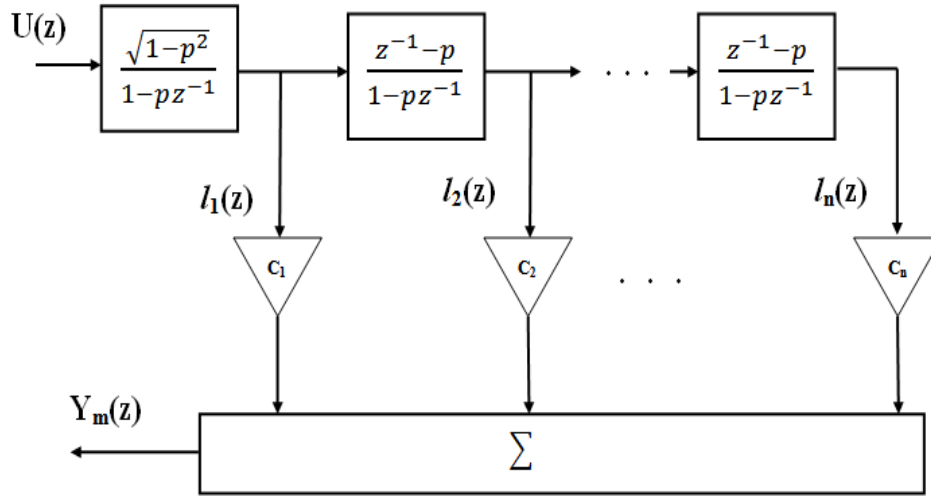 U(z)
√(1−p²) / (1−pz⁻¹)
(z⁻¹−p) / (1−pz⁻¹)
. . .
(z⁻¹−p) / (1−pz⁻¹)
l₁(z)
l₂(z)
lₙ(z)
C₁
C₂
. . .
Cₙ
Yₘ(z)
∑